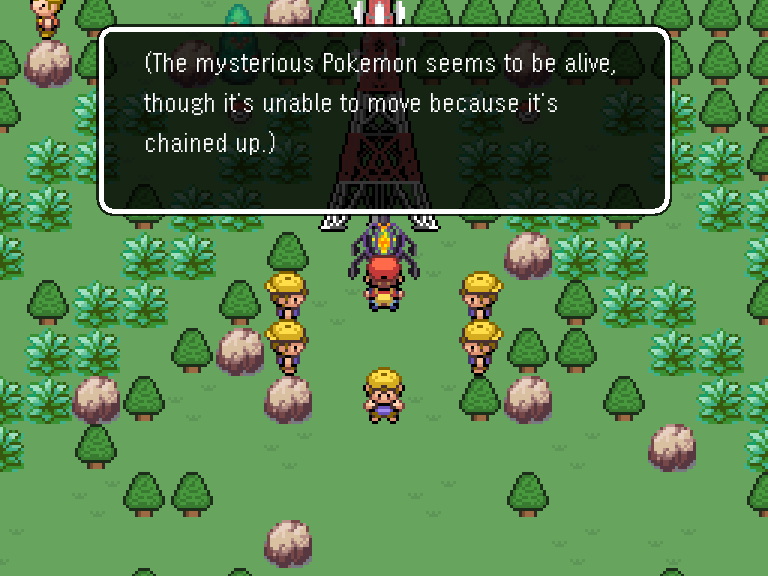 (The mysterious Pokemon seems to be alive,
though it's unable to move because it's
chained up.)